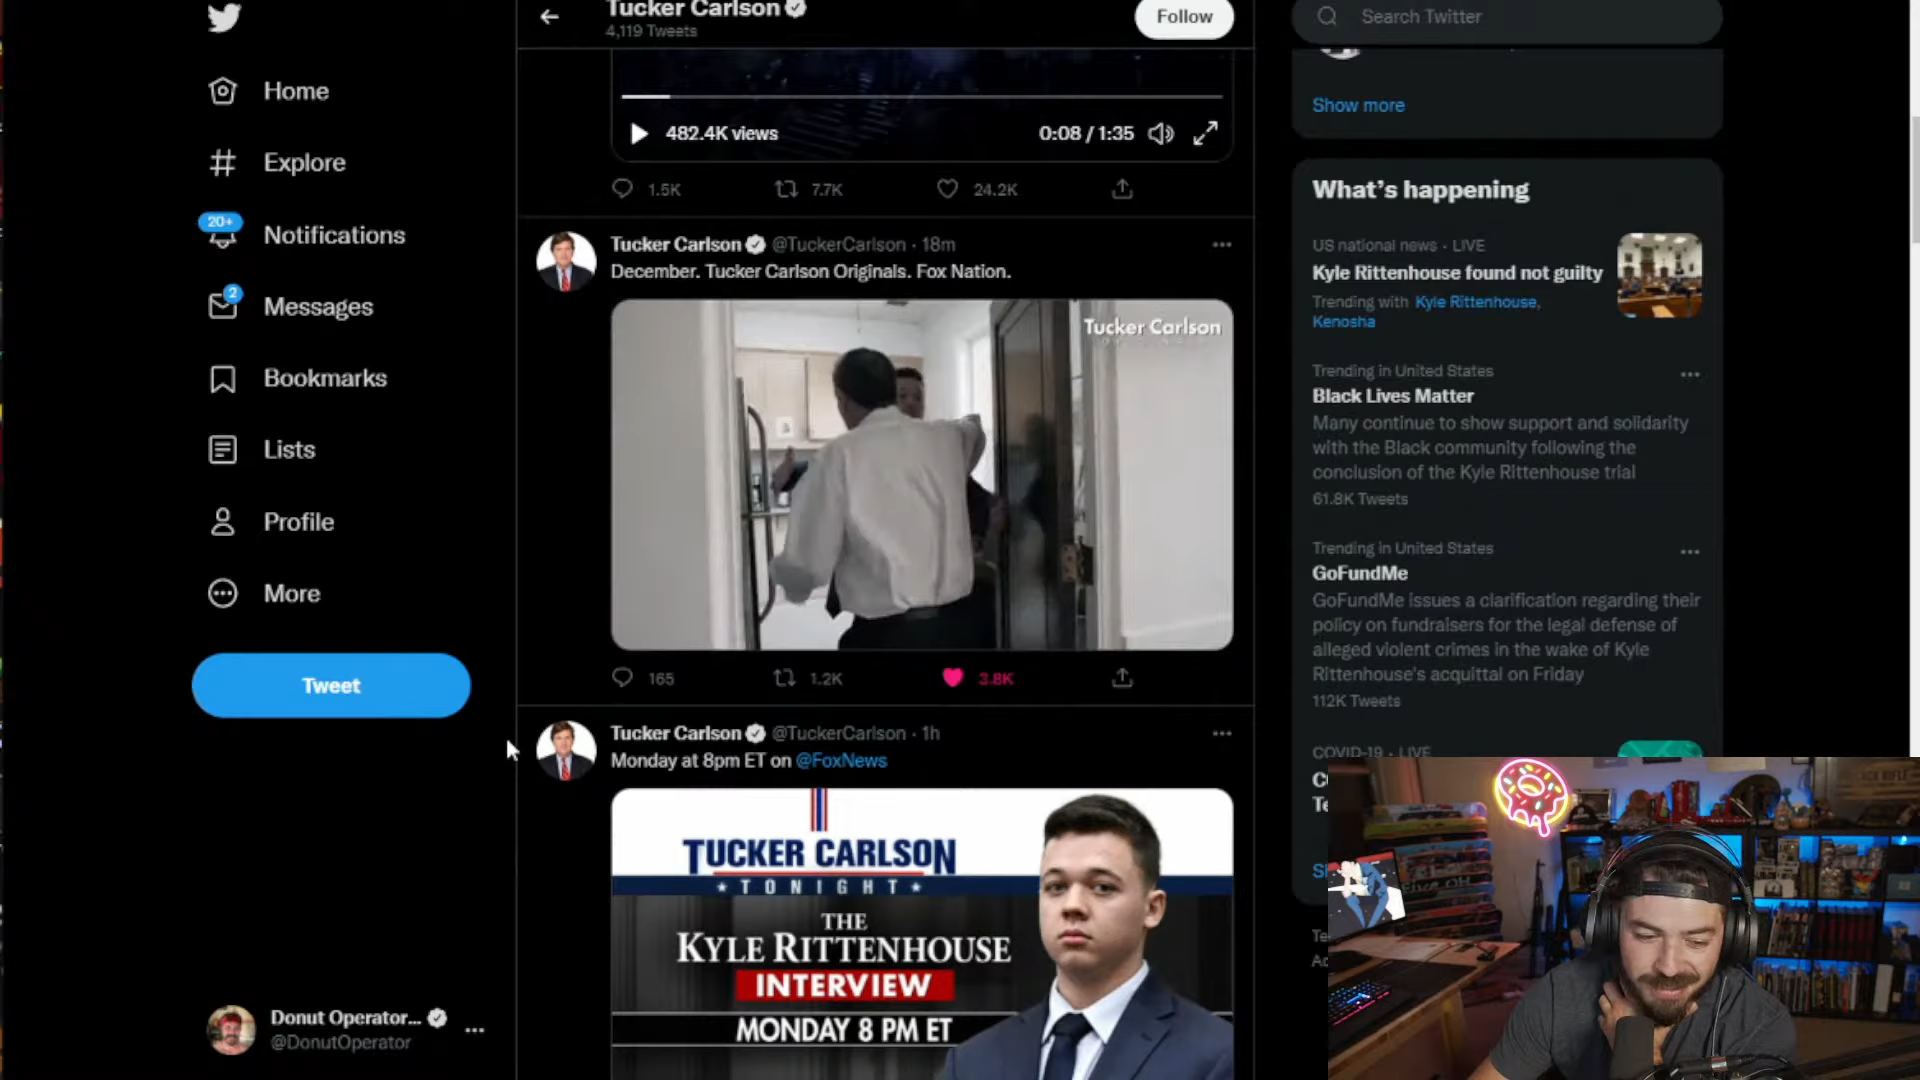 Tucker Carlson
4,119 Tweets
Follow
Search Twitter
Home
Explore
20+
Notifications
2
Messages
Bookmarks
Lists
Profile
More
Tweet
Donut Operator...
@DonutOperator
482.4K views
0:08 / 1:35
1.5K
7.7K
24.2K
Tucker Carlson @TuckerCarlson · 18m
December. Tucker Carlson Originals. Fox Nation.
Tucker Carlson
165
1.2K
3.8K
Tucker Carlson @TuckerCarlson · 1h
Monday at 8pm ET on @FoxNews
TUCKER CARLSON
TONIGHT
THE
KYLE RITTENHOUSE
INTERVIEW
MONDAY 8 PM ET
Show more
What's happening
US national news · LIVE
Kyle Rittenhouse found not guilty
Trending with Kyle Rittenhouse,
Kenosha
Trending in United States
Black Lives Matter
Many continue to show support and solidarity
with the Black community following the
conclusion of the Kyle Rittenhouse trial
61.8K Tweets
Trending in United States
GoFundMe
GoFundMe issues a clarification regarding their
policy on fundraisers for the legal defense of
alleged violent crimes in the wake of Kyle
Rittenhouse's acquittal on Friday
112K Tweets
COVID-19 · LIVE